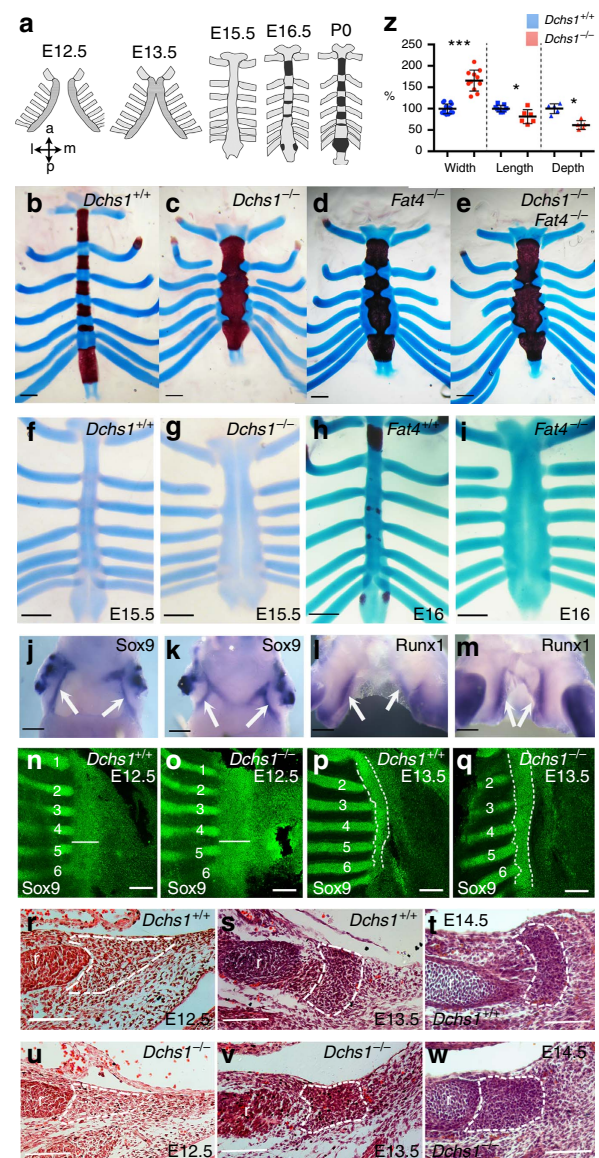 a
E12.5
E13.5
E15.5
E16.5
P0
a
l
m
p
z
Dchs1+/+
Dchs1–/–
%
250
200
150
100
50
0
***
*
*
Width
Length
Depth
b
Dchs1+/+
c
Dchs1–/–
d
Fat4–/–
e
Dchs1–/–
Fat4–/–
f
Dchs1+/+
E15.5
g
Dchs1–/–
E15.5
h
Fat4+/+
E16
i
Fat4–/–
E16
j
Sox9
k
Sox9
l
Runx1
m
Runx1
n
Dchs1+/+
E12.5
1
2
3
4
5
6
Sox9
o
Dchs1–/–
E12.5
1
2
3
4
5
6
Sox9
p
Dchs1+/+
E13.5
2
3
4
5
6
Sox9
q
Dchs1–/–
E13.5
2
3
4
5
6
Sox9
r
Dchs1+/+
r
E12.5
s
Dchs1+/+
r
E13.5
t
E14.5
r
Dchs1+/+
u
Dchs1–/–
r
E12.5
v
Dchs1–/–
r
E13.5
w
E14.5
r
Dchs1–/–